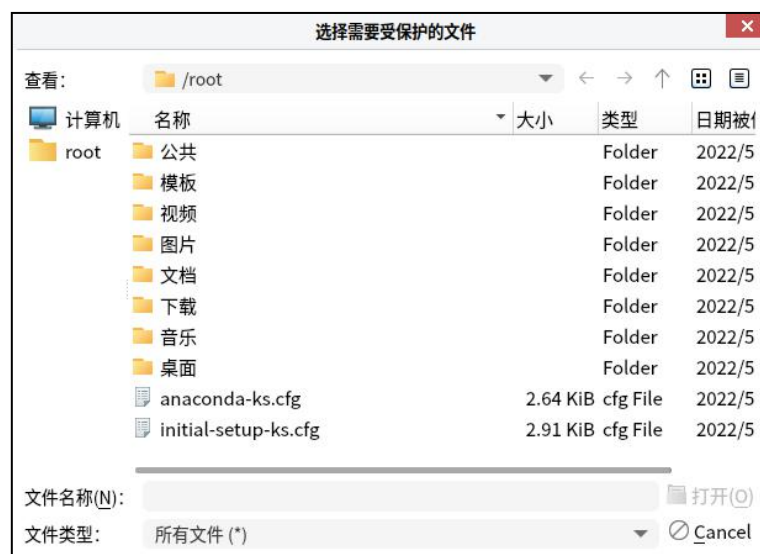 选择需要受保护的文件
查看： /root
计算机
root
名称 大小 类型 日期被
公共 Folder 2022/5
模板 Folder 2022/5
视频 Folder 2022/5
图片 Folder 2022/5
文档 Folder 2022/5
下载 Folder 2022/5
音乐 Folder 2022/5
桌面 Folder 2022/5
anaconda-ks.cfg 2.64 KiB cfg File 2022/5
initial-setup-ks.cfg 2.91 KiB cfg File 2022/5
文件名称(N)： 打开(O)
文件类型： 所有文件 (*) Cancel